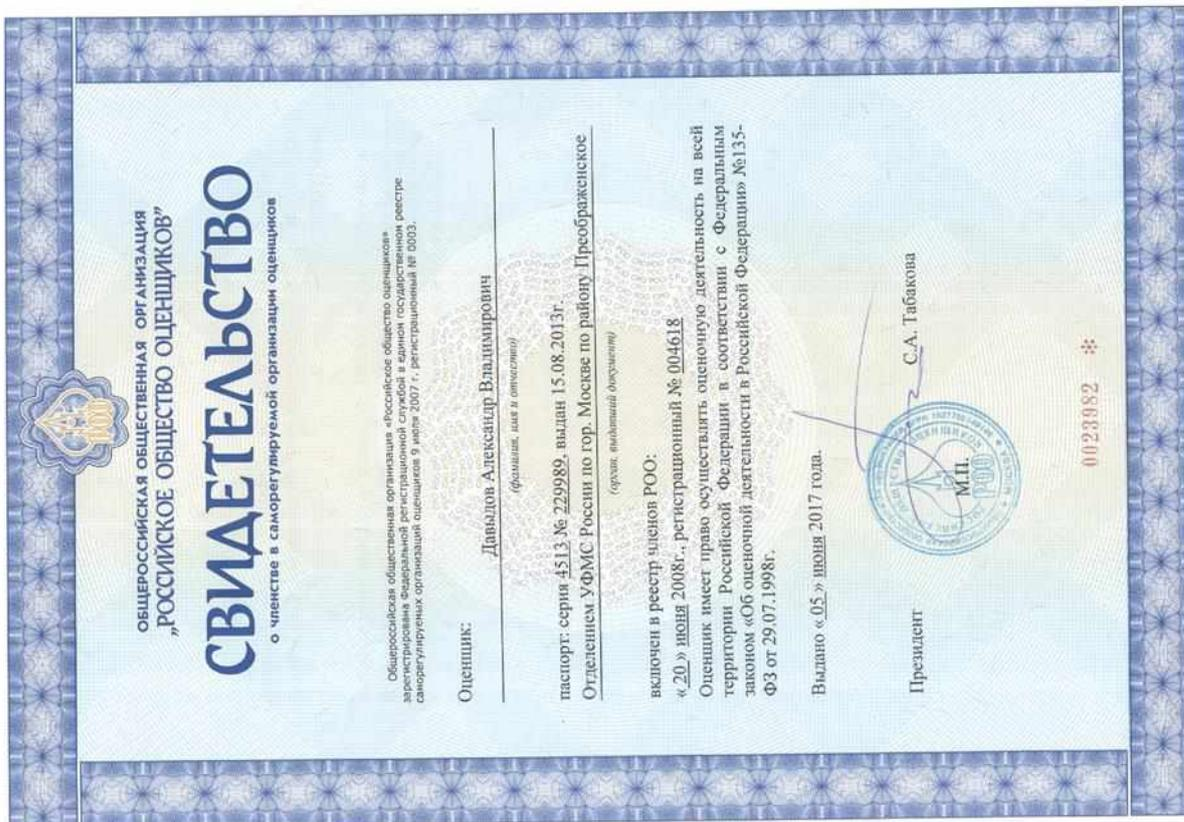 ОБЩЕРОССИЙСКАЯ ОБЩЕСТВЕННАЯ ОРГАНИЗАЦИЯ
„РОССИЙСКОЕ ОБЩЕСТВО ОЦЕНЩИКОВ”
СВИДЕТЕЛЬСТВО
о членстве в саморегулируемой организации оценщиков
Общероссийская общественная организация «Российское общество оценщиков»
зарегистрирована Федеральной регистрационной службой в едином государственном реестре
саморегулируемых организаций оценщиков 9 июля 2007 г., регистрационный № 0003.
Оценщик:
Давыдов Александр Владимирович
(фамилия, имя и отчество)
паспорт: серия 4513 № 229989, выдан 15.08.2013г.
Отделением УФМС России по гор. Москве по району Преображенское
(орган, выдавший документ)
включен в реестр членов РОО:
« 20 » июня 2008г., регистрационный № 004618
Оценщик имеет право осуществлять оценочную деятельность на всей
территории Российской Федерации в соответствии с Федеральным
законом «Об оценочной деятельности в Российской Федерации» №135-
ФЗ от 29.07.1998г.
Выдано « 05 » июня 2017 года.
Президент С.А. Табакова
М.П.
РОО
0023982 *